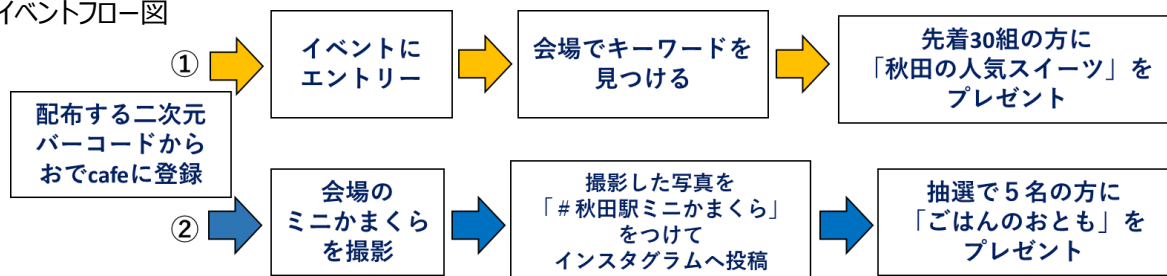 イベントフロー図
①
配布する二次元
バーコードから
おでcafeに登録
イベントに
エントリー
会場でキーワードを
見つける
先着30組の方に
「秋田の人気スイーツ」を
プレゼント
②
会場の
ミニかまくら
を撮影
撮影した写真を
「＃秋田駅ミニかまくら」
をつけて
インスタグラムへ投稿
抽選で５名の方に
「ごはんのおとも」を
プレゼント